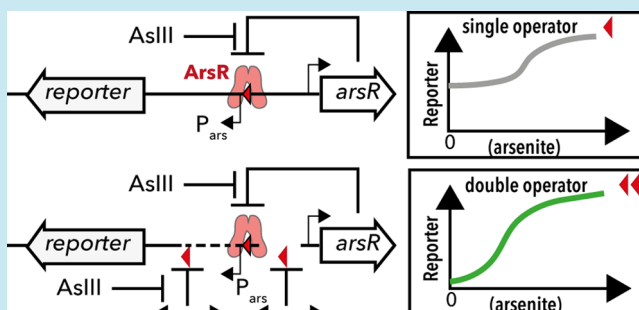 AsIII
ArsR
reporter
arsR
Pars
single operator
Reporter
0
(arsenite)
AsIII
reporter
arsR
AsIII
Pars
double operator
Reporter
0
(arsenite)